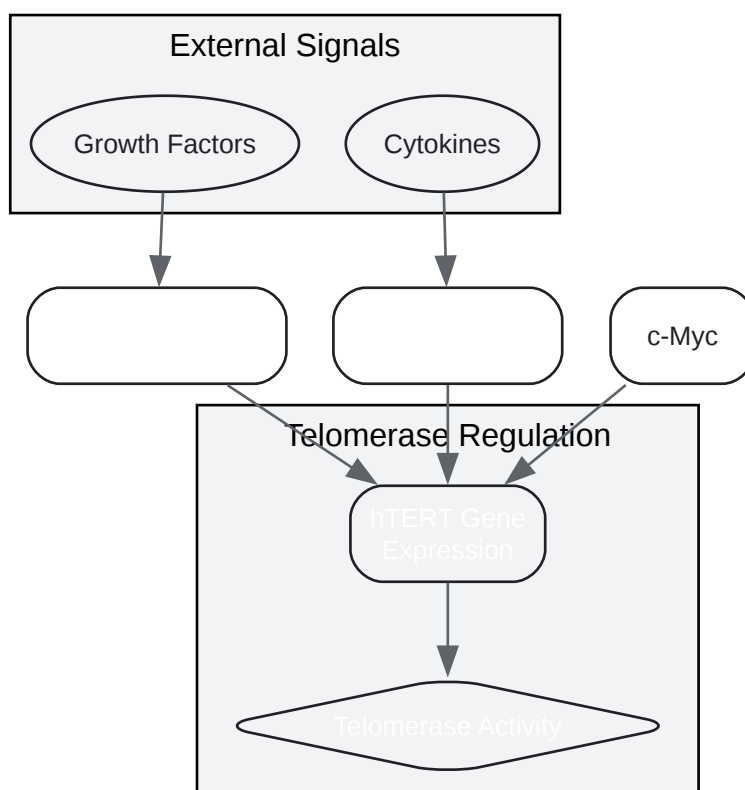 External Signals
Growth Factors
Cytokines
c-Myc
Telomerase Regulation
hTERT Gene
Expression
Telomerase Activity